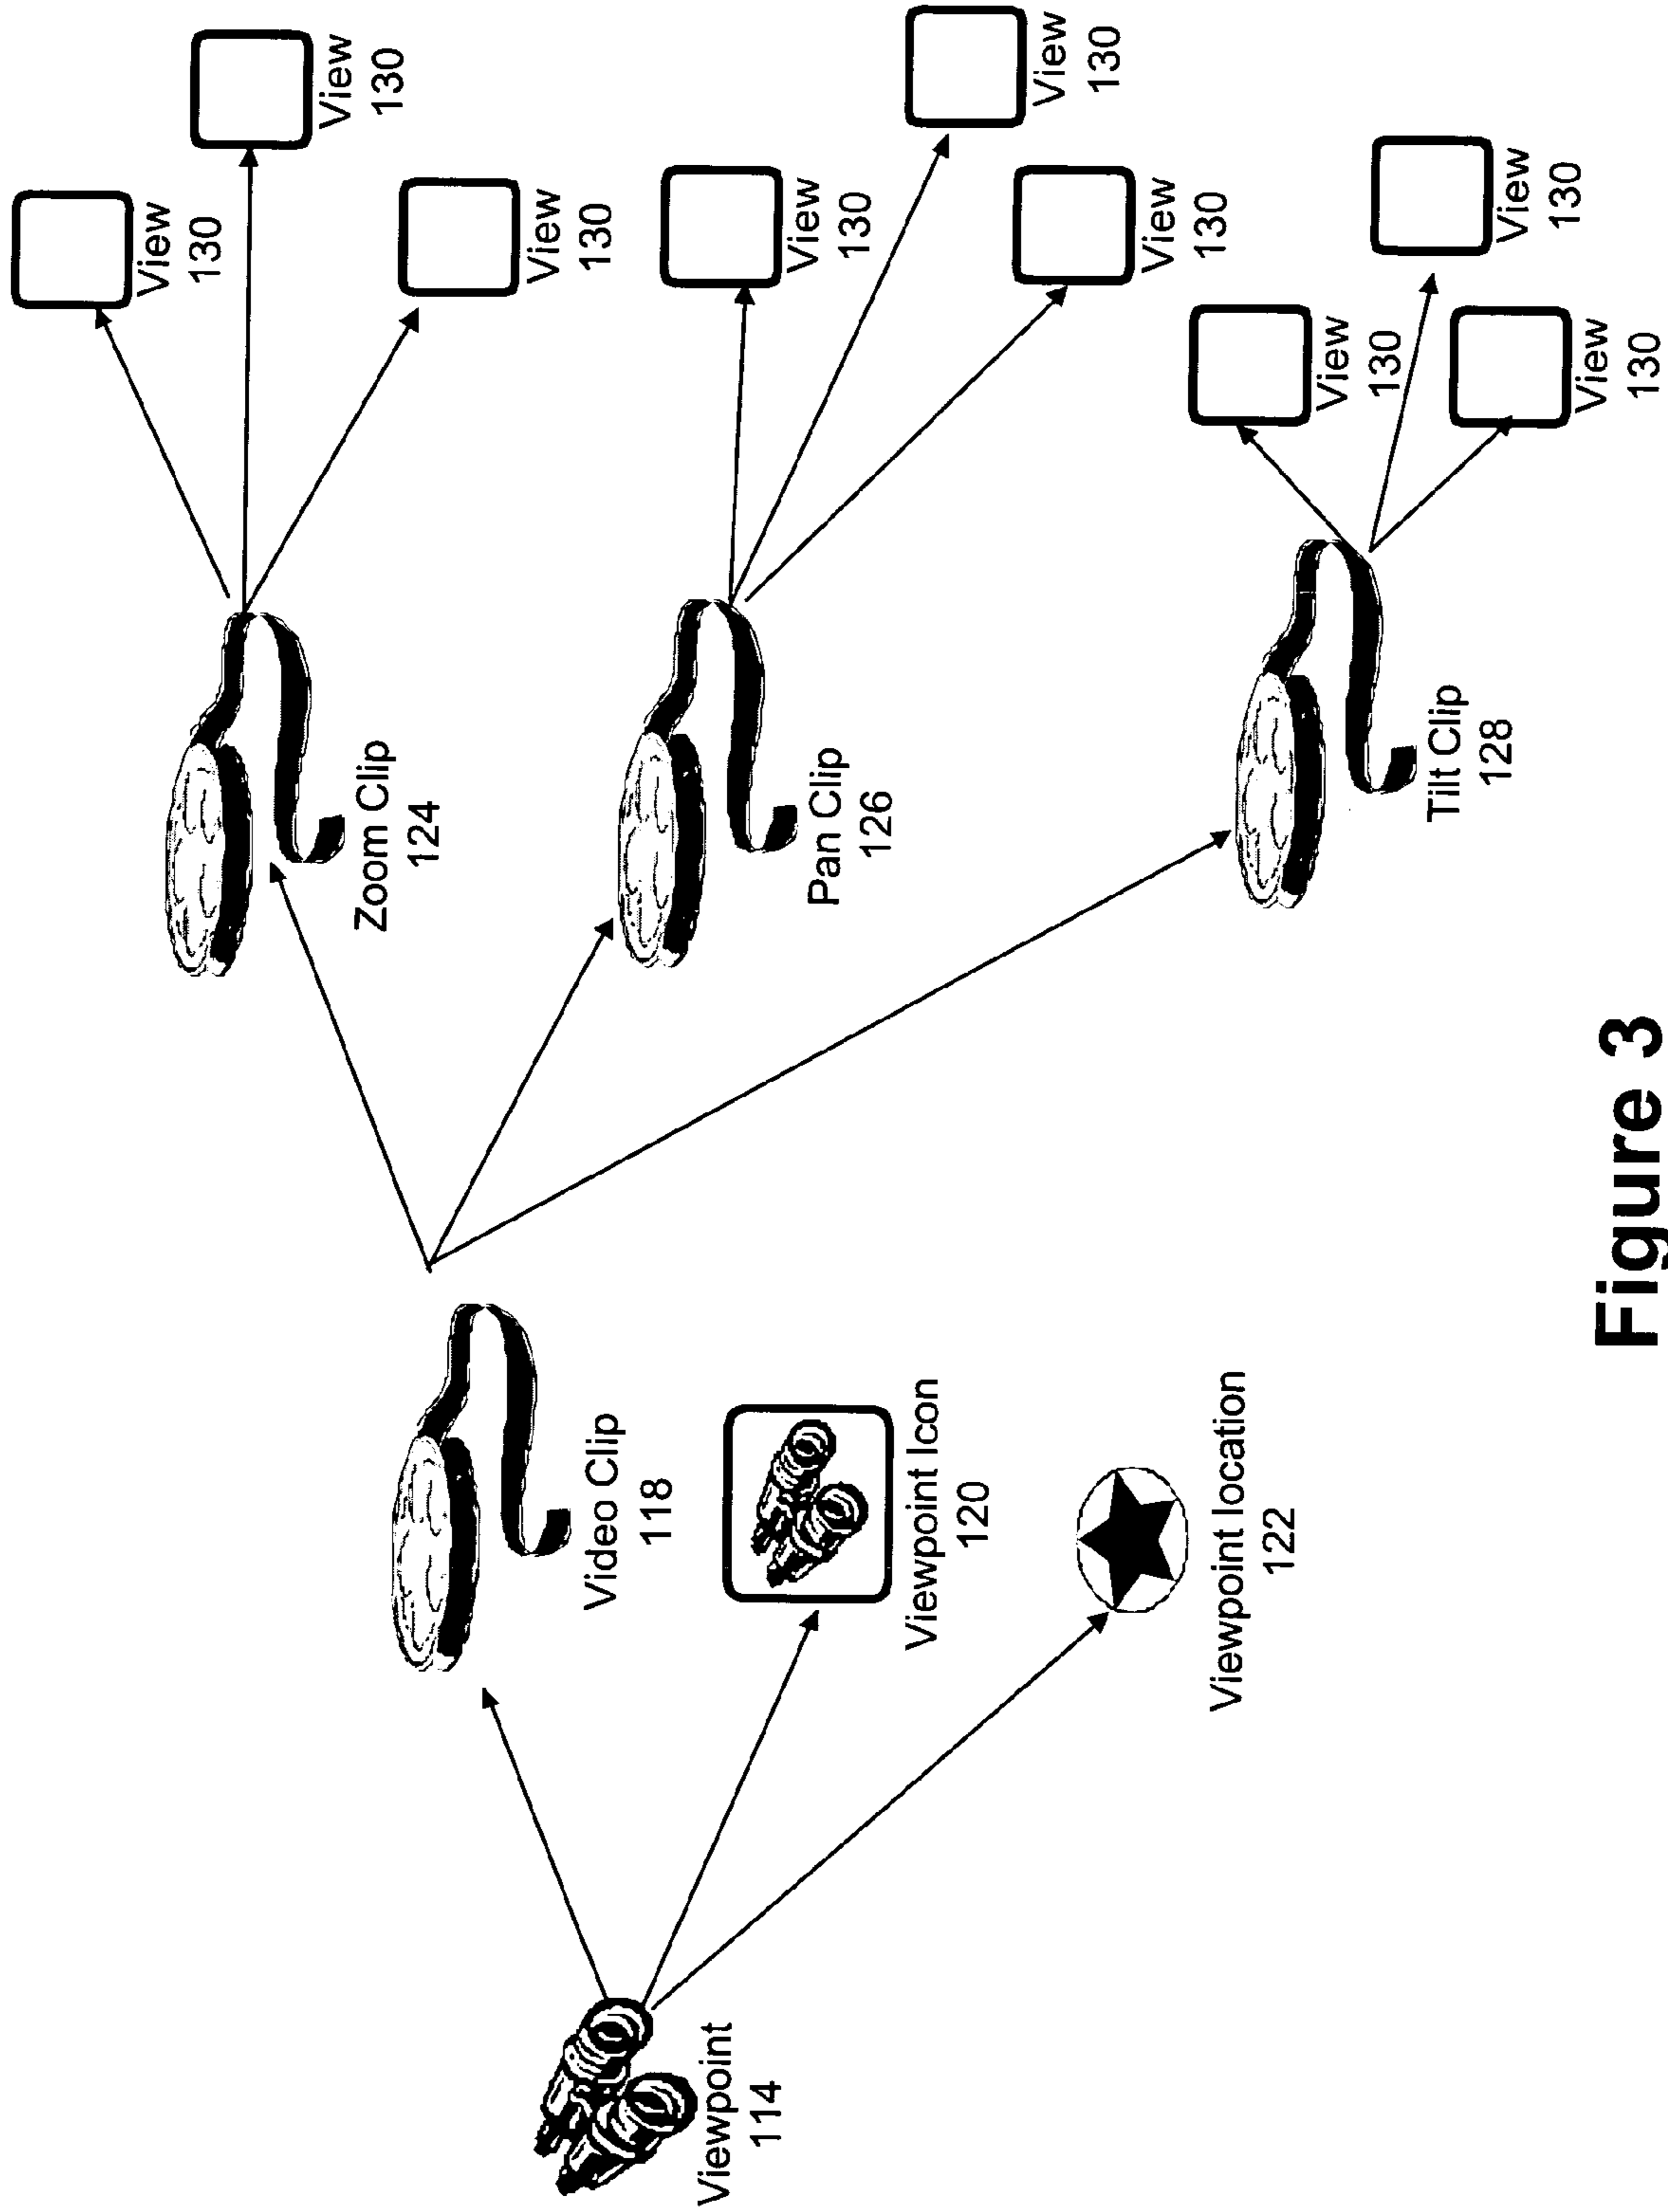 View
130
View
130
View
130
Zoom Clip
124
View
130
View
130
View
130
Pan Clip
126
View
130
View
130
View
130
Tilt Clip
128
Video Clip
118
Viewpoint Icon
120
Viewpoint location
122
Viewpoint
114
Figure 3